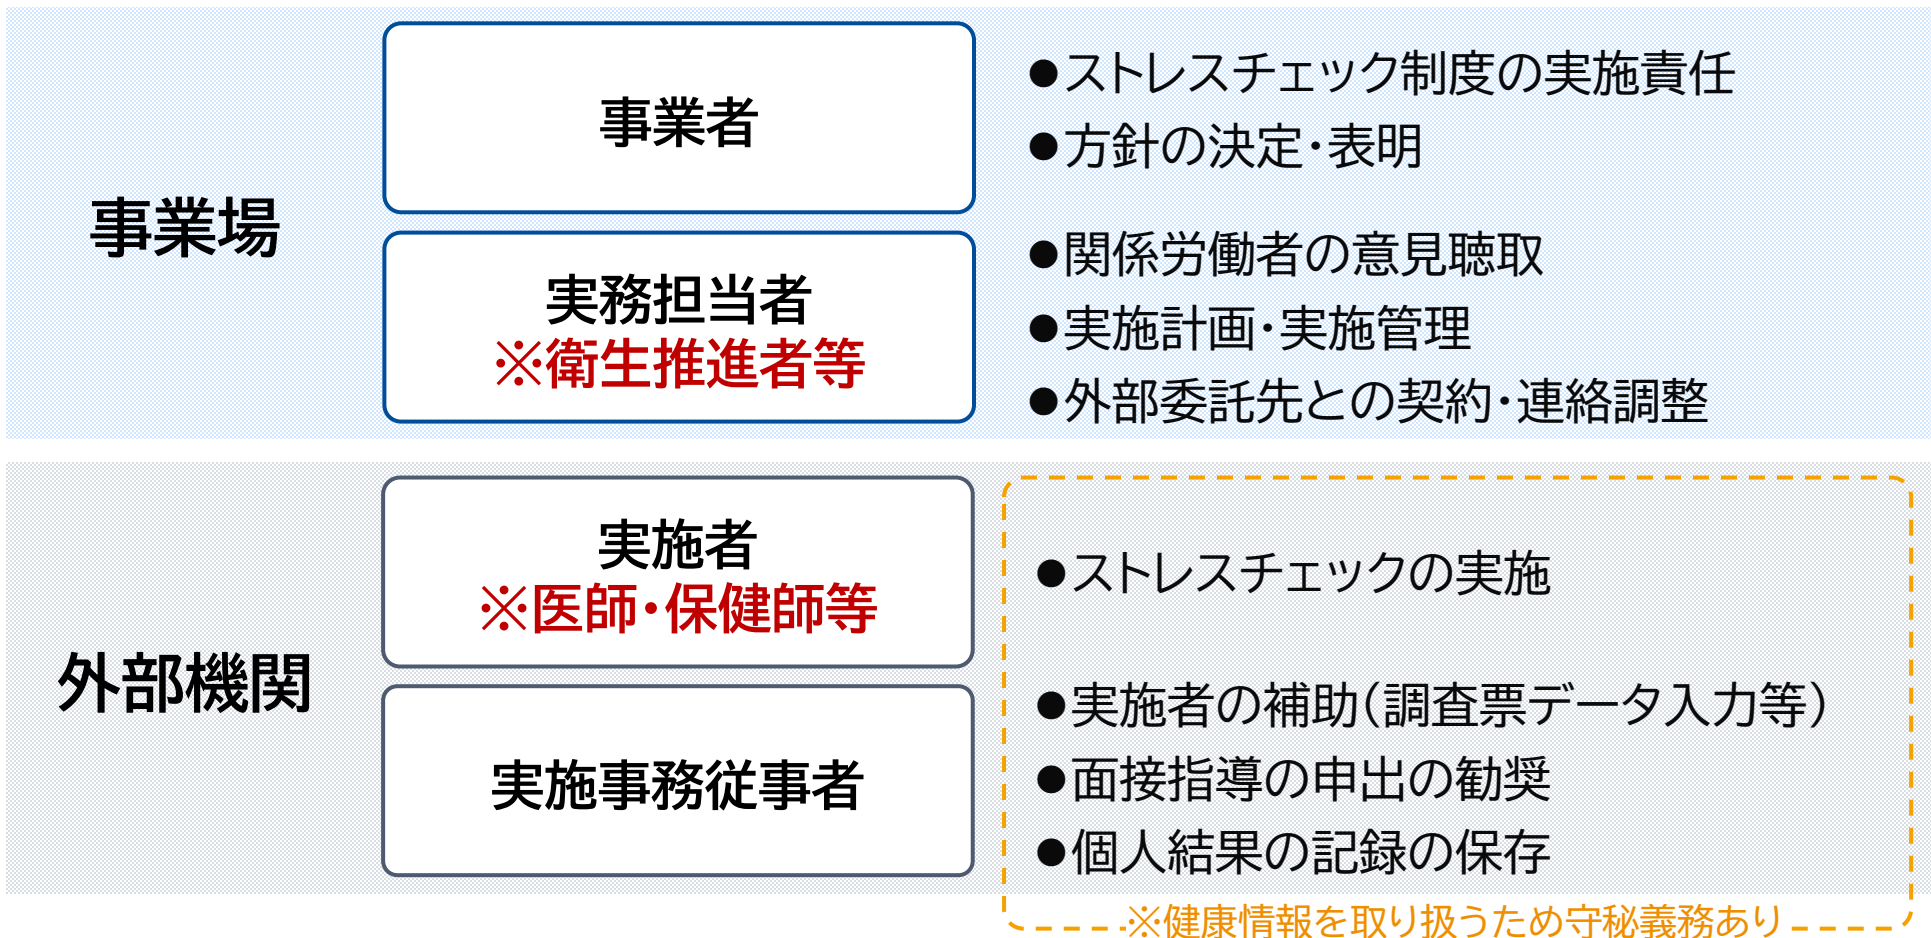 事業場
事業者
●ストレスチェック制度の実施責任
●方針の決定・表明
実務担当者
※衛生推進者等
●関係労働者の意見聴取
●実施計画・実施管理
●外部委託先との契約・連絡調整
外部機関
実施者
※医師・保健師等
●ストレスチェックの実施
実施事務従事者
●実施者の補助（調査票データ入力等）
●面接指導の申出の勧奨
●個人結果の記録の保存
※健康情報を取り扱うため守秘義務あり